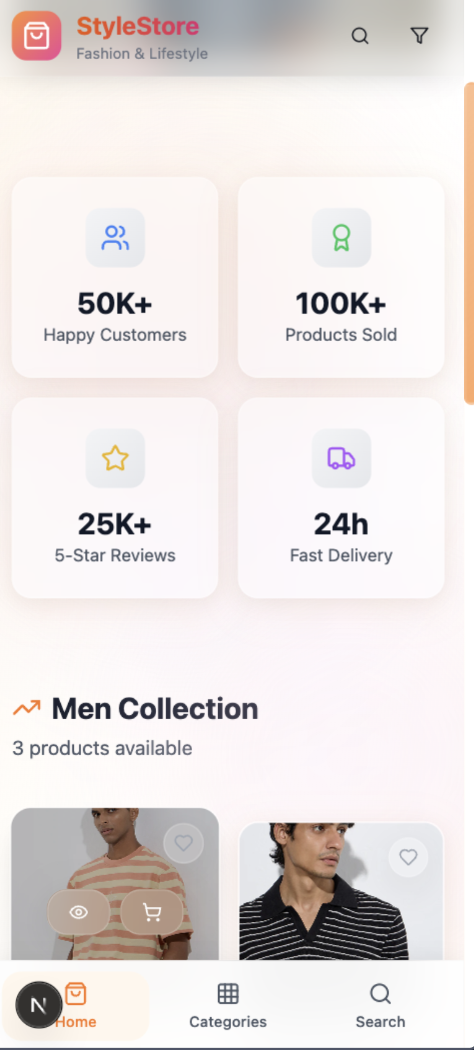 StyleStore
Fashion & Lifestyle
50K+
Happy Customers
100K+
Products Sold
25K+
5-Star Reviews
24h
Fast Delivery
Men Collection
3 products available
N
Home
Categories
Search